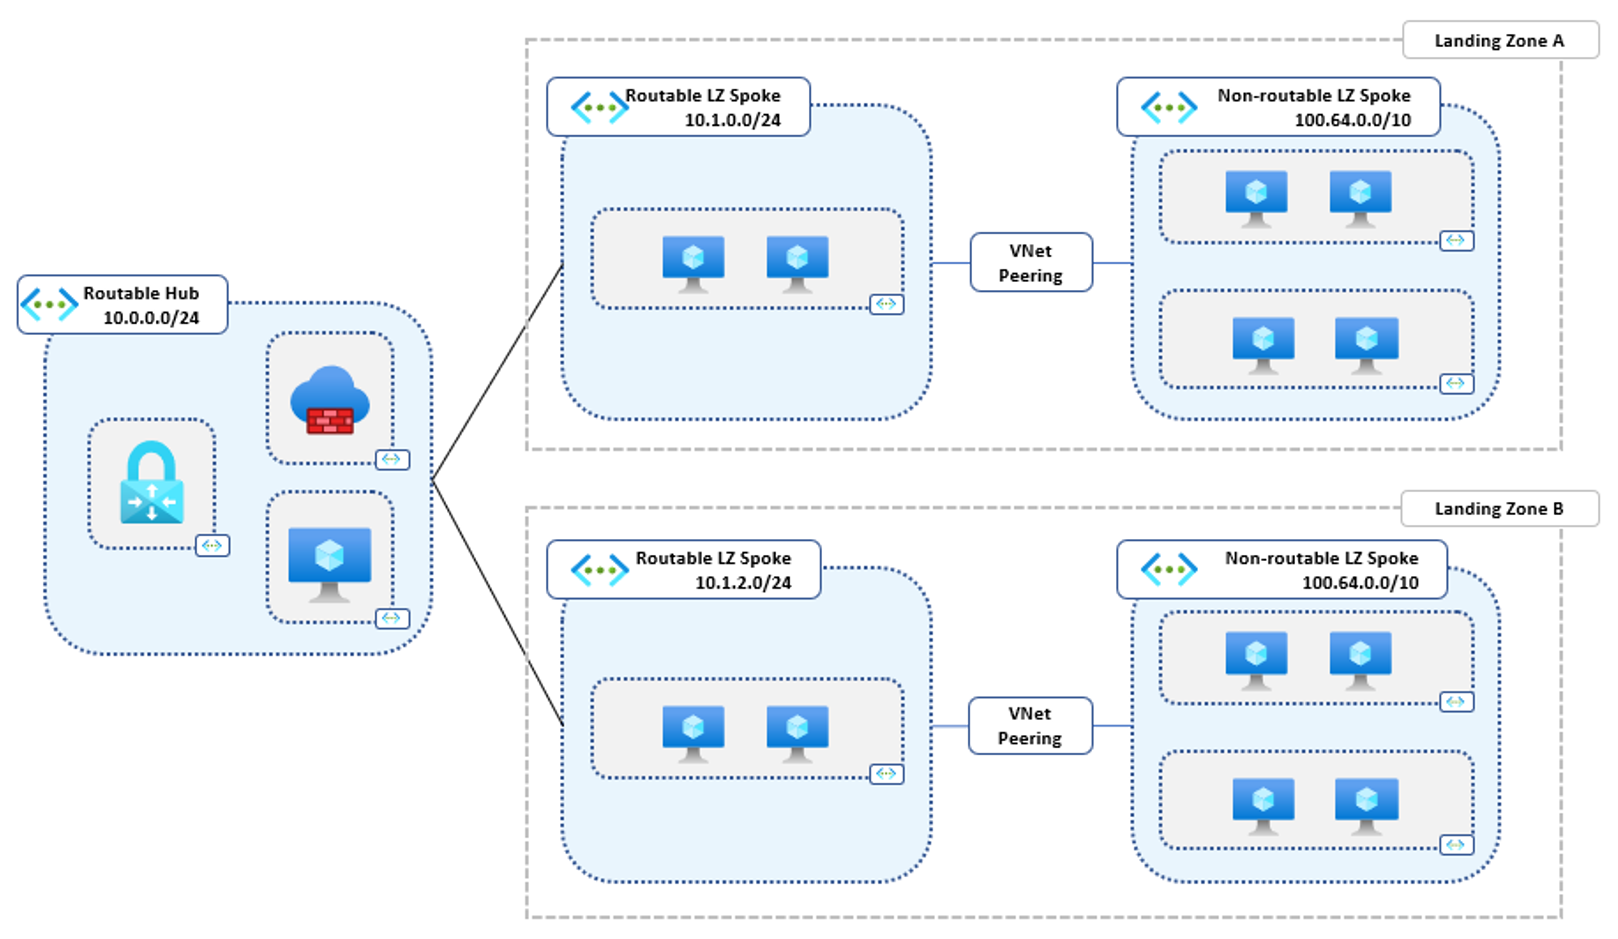 Landing Zone A
Routable LZ Spoke
10.1.0.0/24
Non-routable LZ Spoke
100.64.0.0/10
VNet
Peering
Routable Hub
10.0.0.0/24
Landing Zone B
Routable LZ Spoke
10.1.2.0/24
Non-routable LZ Spoke
100.64.0.0/10
VNet
Peering